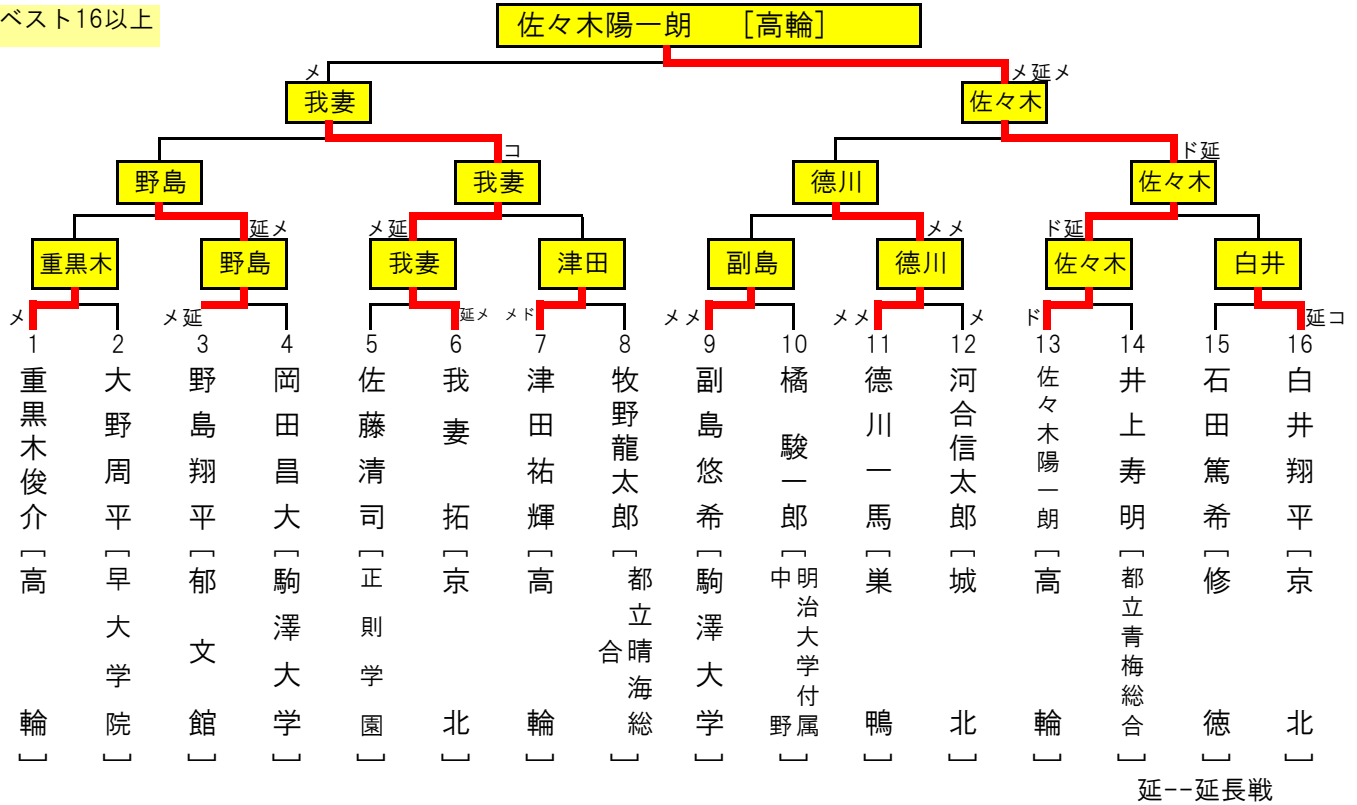 ベスト16以上
佐々木陽一朗　［高輪］
メ
メ延メ
我妻
佐々木
コ
ド延
野島
我妻
德川
佐々木
延メ
メ延
メメ
ド延
重黒木
野島
我妻
津田
副島
德川
佐々木
白井
メ
メ延
延メ
メド
メメ
メメ
メ
ド
延コ
1
2
3
4
5
6
7
8
9
10
11
12
13
14
15
16
重黒木俊介［高輪］
大野周平［早大学院］
野島翔平［郁文館］
岡田昌大［駒澤大学］
佐藤清司［正則学園］
我妻拓［京北］
津田祐輝［高輪］
牧野龍太郎［都立晴海総合］
副島悠希［駒澤大学］
橘駿一郎［明治大学付属中野］
德川一馬［巣鴨］
河合信太郎［城北］
佐々木陽一朗［高輪］
井上寿明［都立青梅総合］
石田篤希［修徳］
白井翔平［京北］
延--延長戦